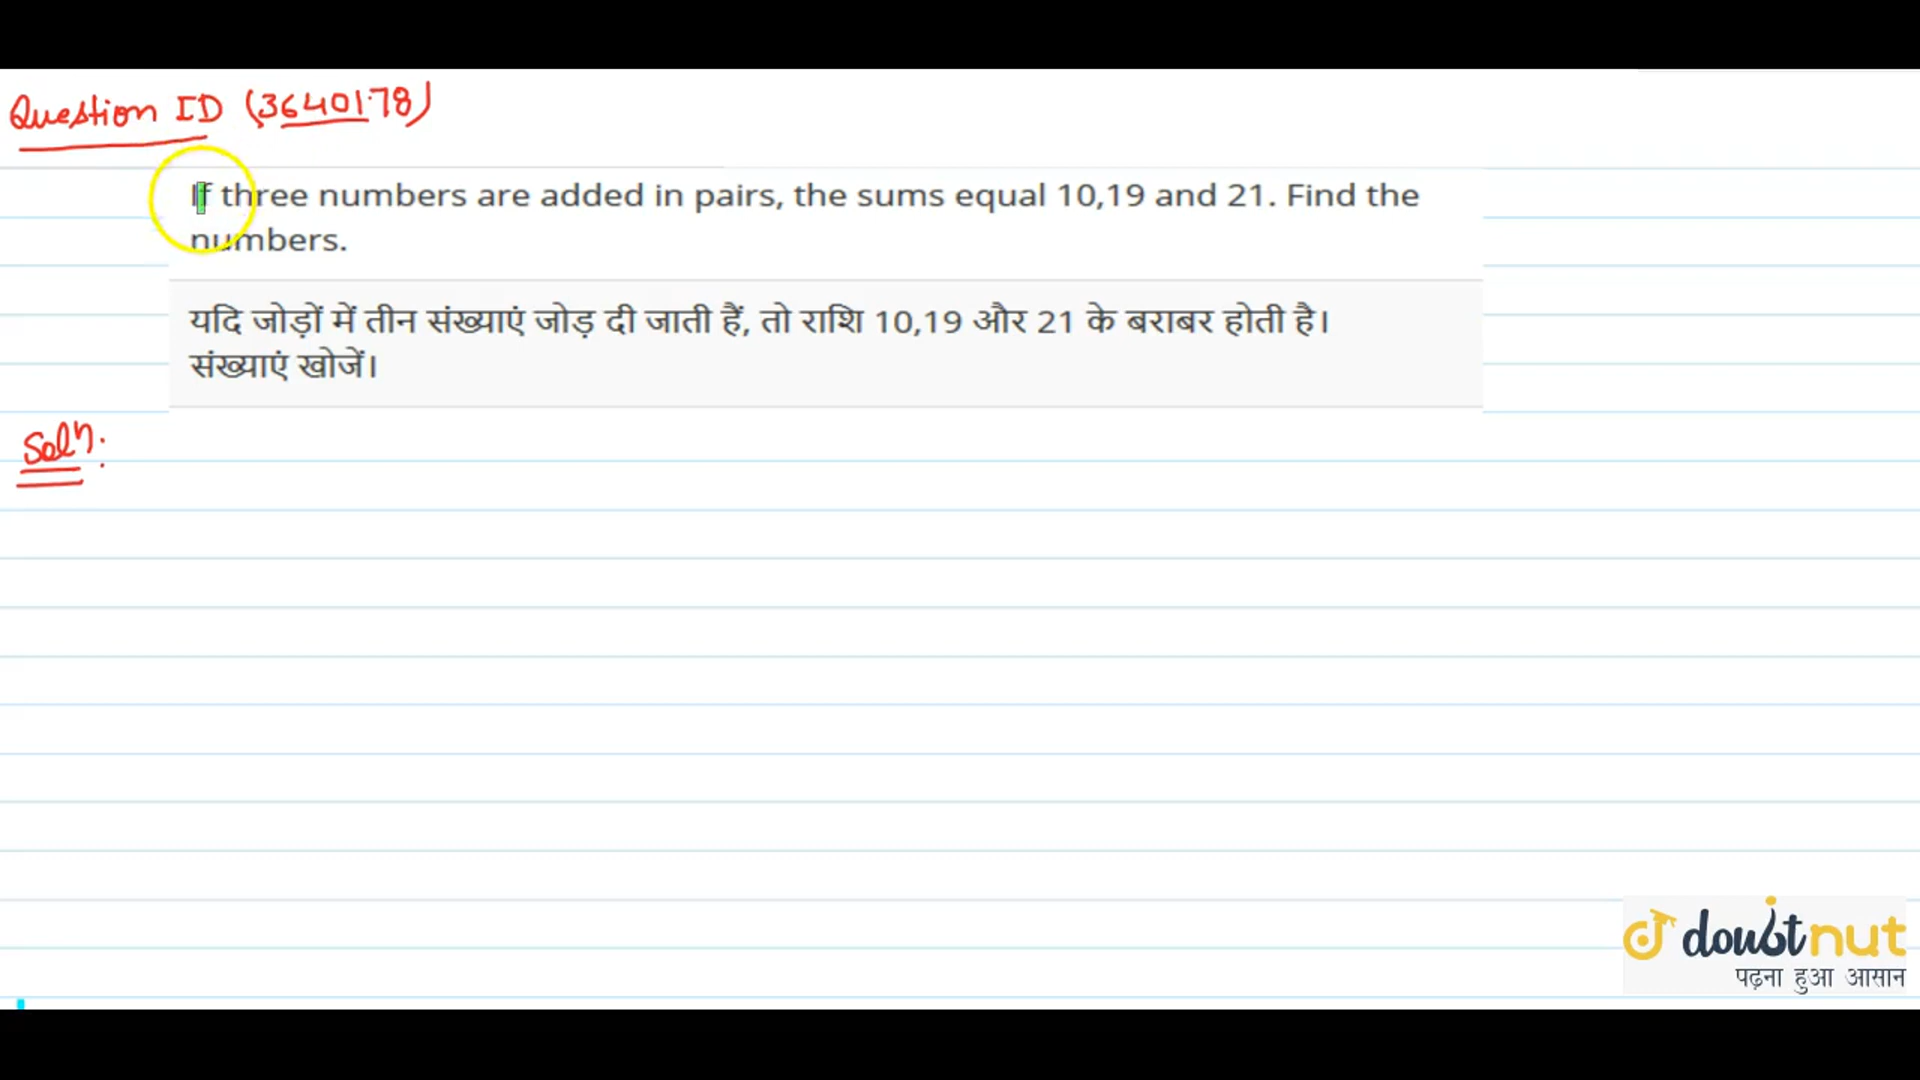 Question ID (3640178)
If three numbers are added in pairs, the sums equal 10,19 and 21. Find the
numbers.
यदि जोड़ों में तीन संख्याएं जोड़ दी जाती हैं, तो राशि 10,19 और 21 के बराबर होती है।
संख्याएं खोजें।
Solη:
doubtnut
पढ़ना हुआ आसान